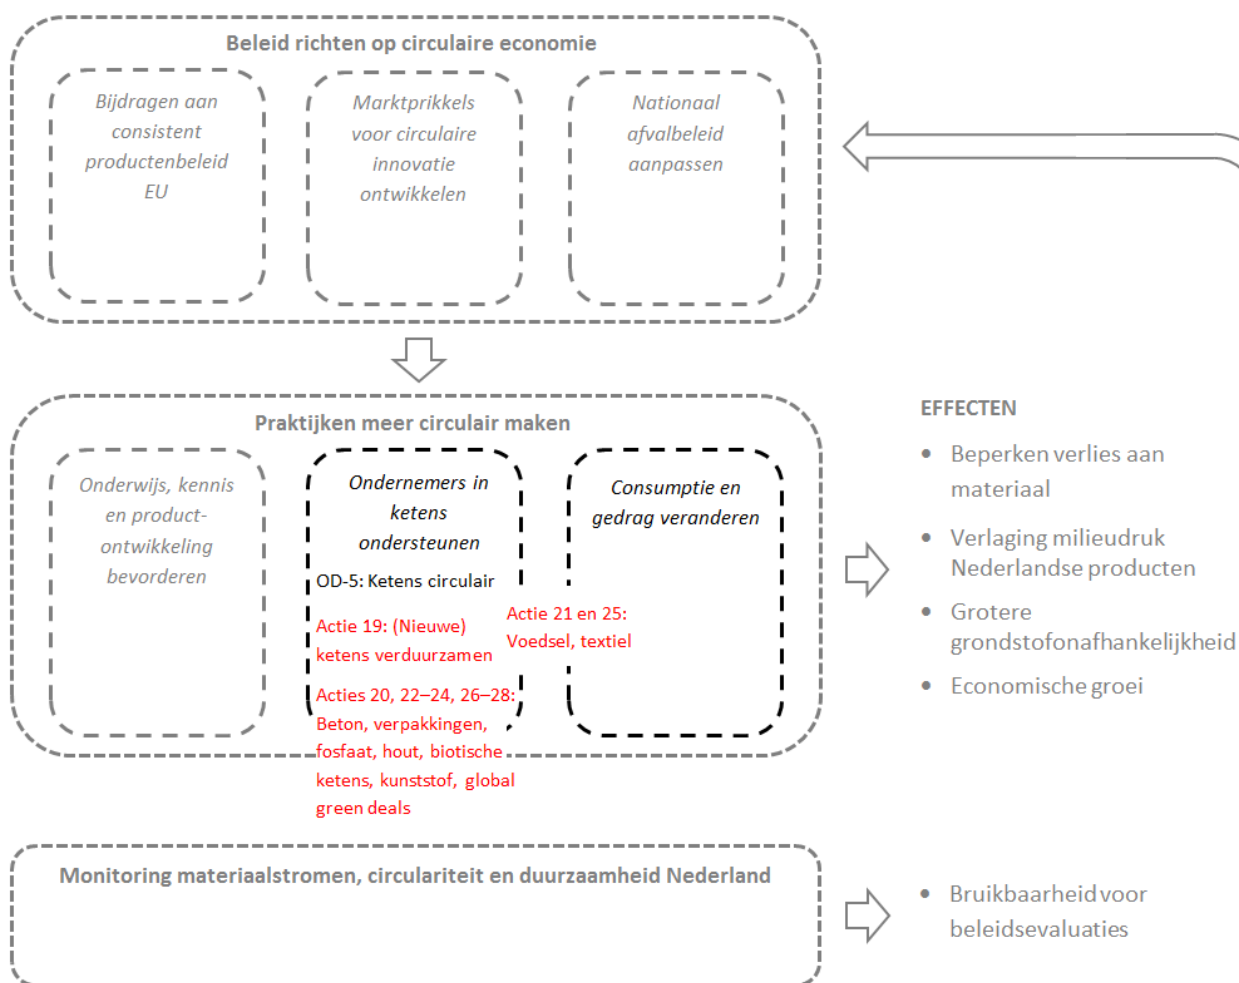 Beleid richten op circulaire economie
Bijdragen aan
consistent
productenbeleid
EU
Marktprikkels
voor circulaire
innovatie
ontwikkelen
Nationaal
afvalbeleid
aanpassen
Praktijken meer circulair maken
Onderwijs, kennis
en product-
ontwikkeling
bevorderen
Ondernemers in
ketens
ondersteunen
OD-5: Ketens circulair
Actie 19: (Nieuwe)
ketens verduurzamen
Acties 20, 22–24, 26–28:
Beton, verpakkingen,
fosfaat, hout, biotische
ketens, kunststof, global
green deals
Actie 21 en 25:
Voedsel, textiel
Consumptie en
gedrag veranderen
EFFECTEN
• Beperken verlies aan
materiaal
• Verlaging milieudruk
Nederlandse producten
• Grotere
grondstofonafhankelijkheid
• Economische groei
Monitoring materiaalstromen, circulariteit en duurzaamheid Nederland
• Bruikbaarheid voor
beleidsevaluaties